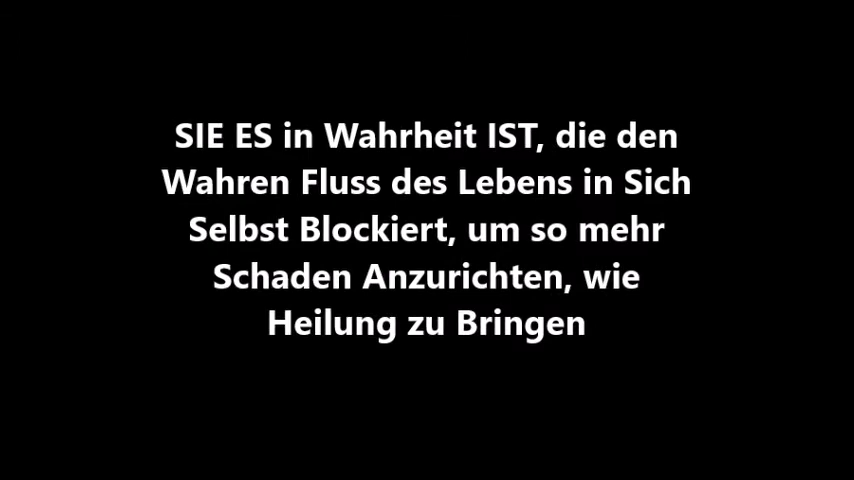 SIE ES in Wahrheit IST, die den
Wahren Fluss des Lebens in Sich
Selbst Blockiert, um so mehr
Schaden Anzurichten, wie
Heilung zu Bringen